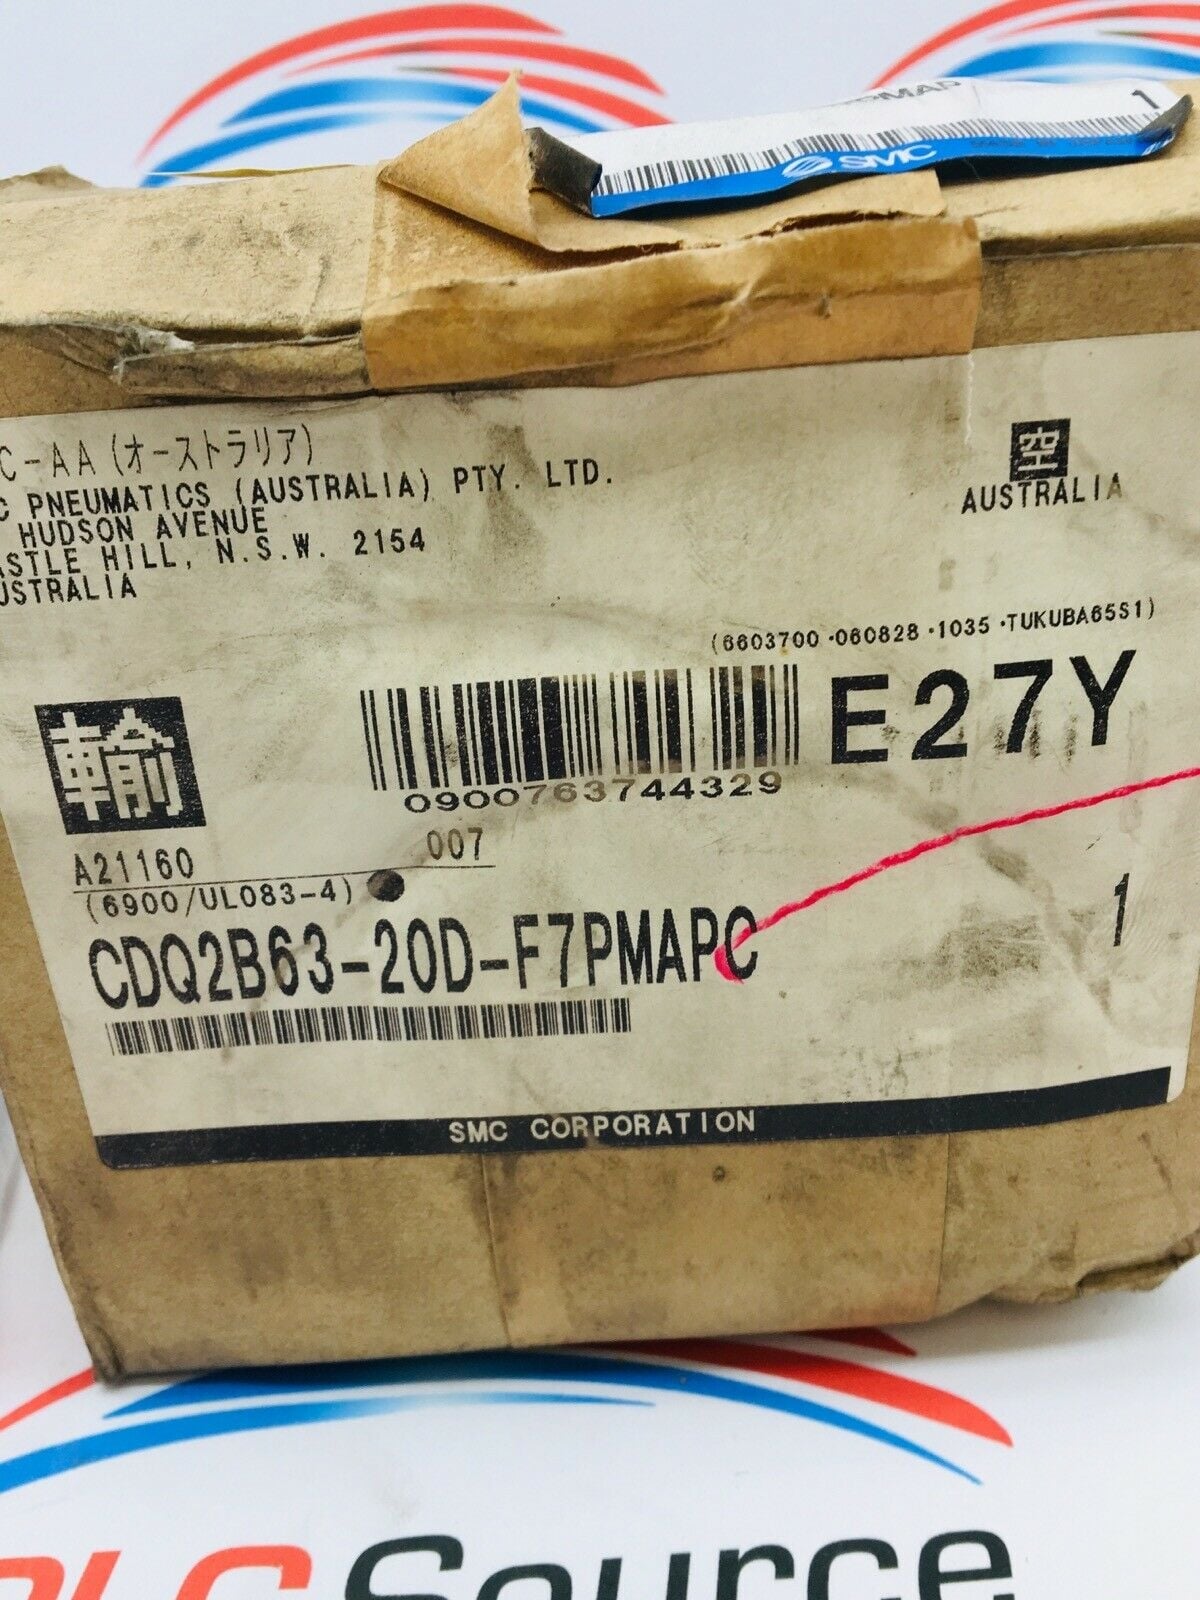 PMAP 1
SMC
C-AA (オーストラリア)
PNEUMATICS (AUSTRALIA) PTY. LTD.
HUDSON AVENUE
HILL, N.S.W. 2154
空
AUSTRALIA
(6603700 ·060828 ·1035 ·TUKUBA65S1)
輸
E27Y
0900763744329
A21160 007
(6900/UL083-4)
CDQ2B63-20D-F7PMAPC 1
SMC CORPORATION
PLC Source